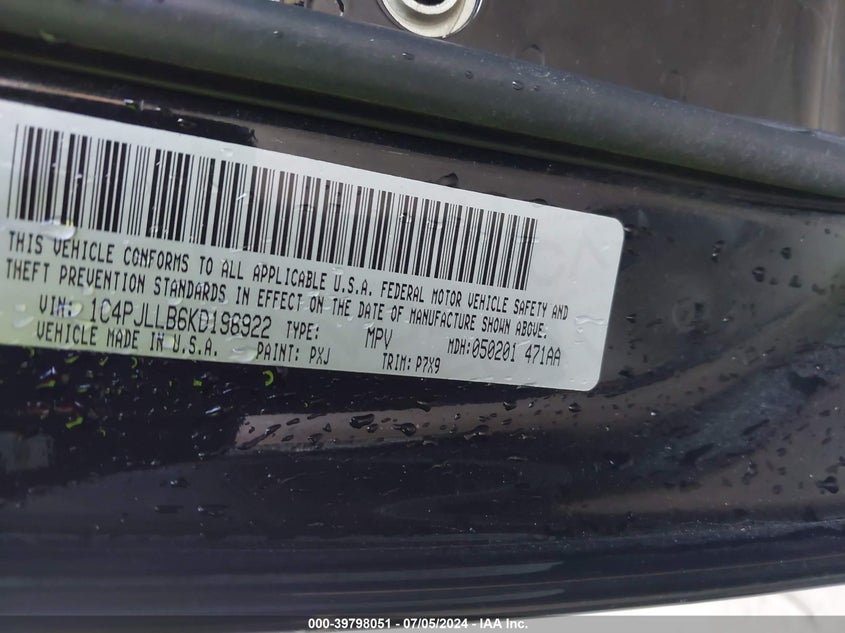 THIS VEHICLE CONFORMS TO ALL APPLICABLE U.S.A. FEDERAL MOTOR VEHICLE SAFETY AND
THEFT PREVENTION STANDARDS IN EFFECT ON THE DATE OF MANUFACTURE SHOWN ABOVE.
VIN: 1C4PJLLB6KD198922 TYPE: MPV MDH:050201 471AA
VEHICLE MADE IN U.S.A. PAINT: PXJ TRIM: P7X9
000-39798051 - 07/05/2024 - IAA Inc.